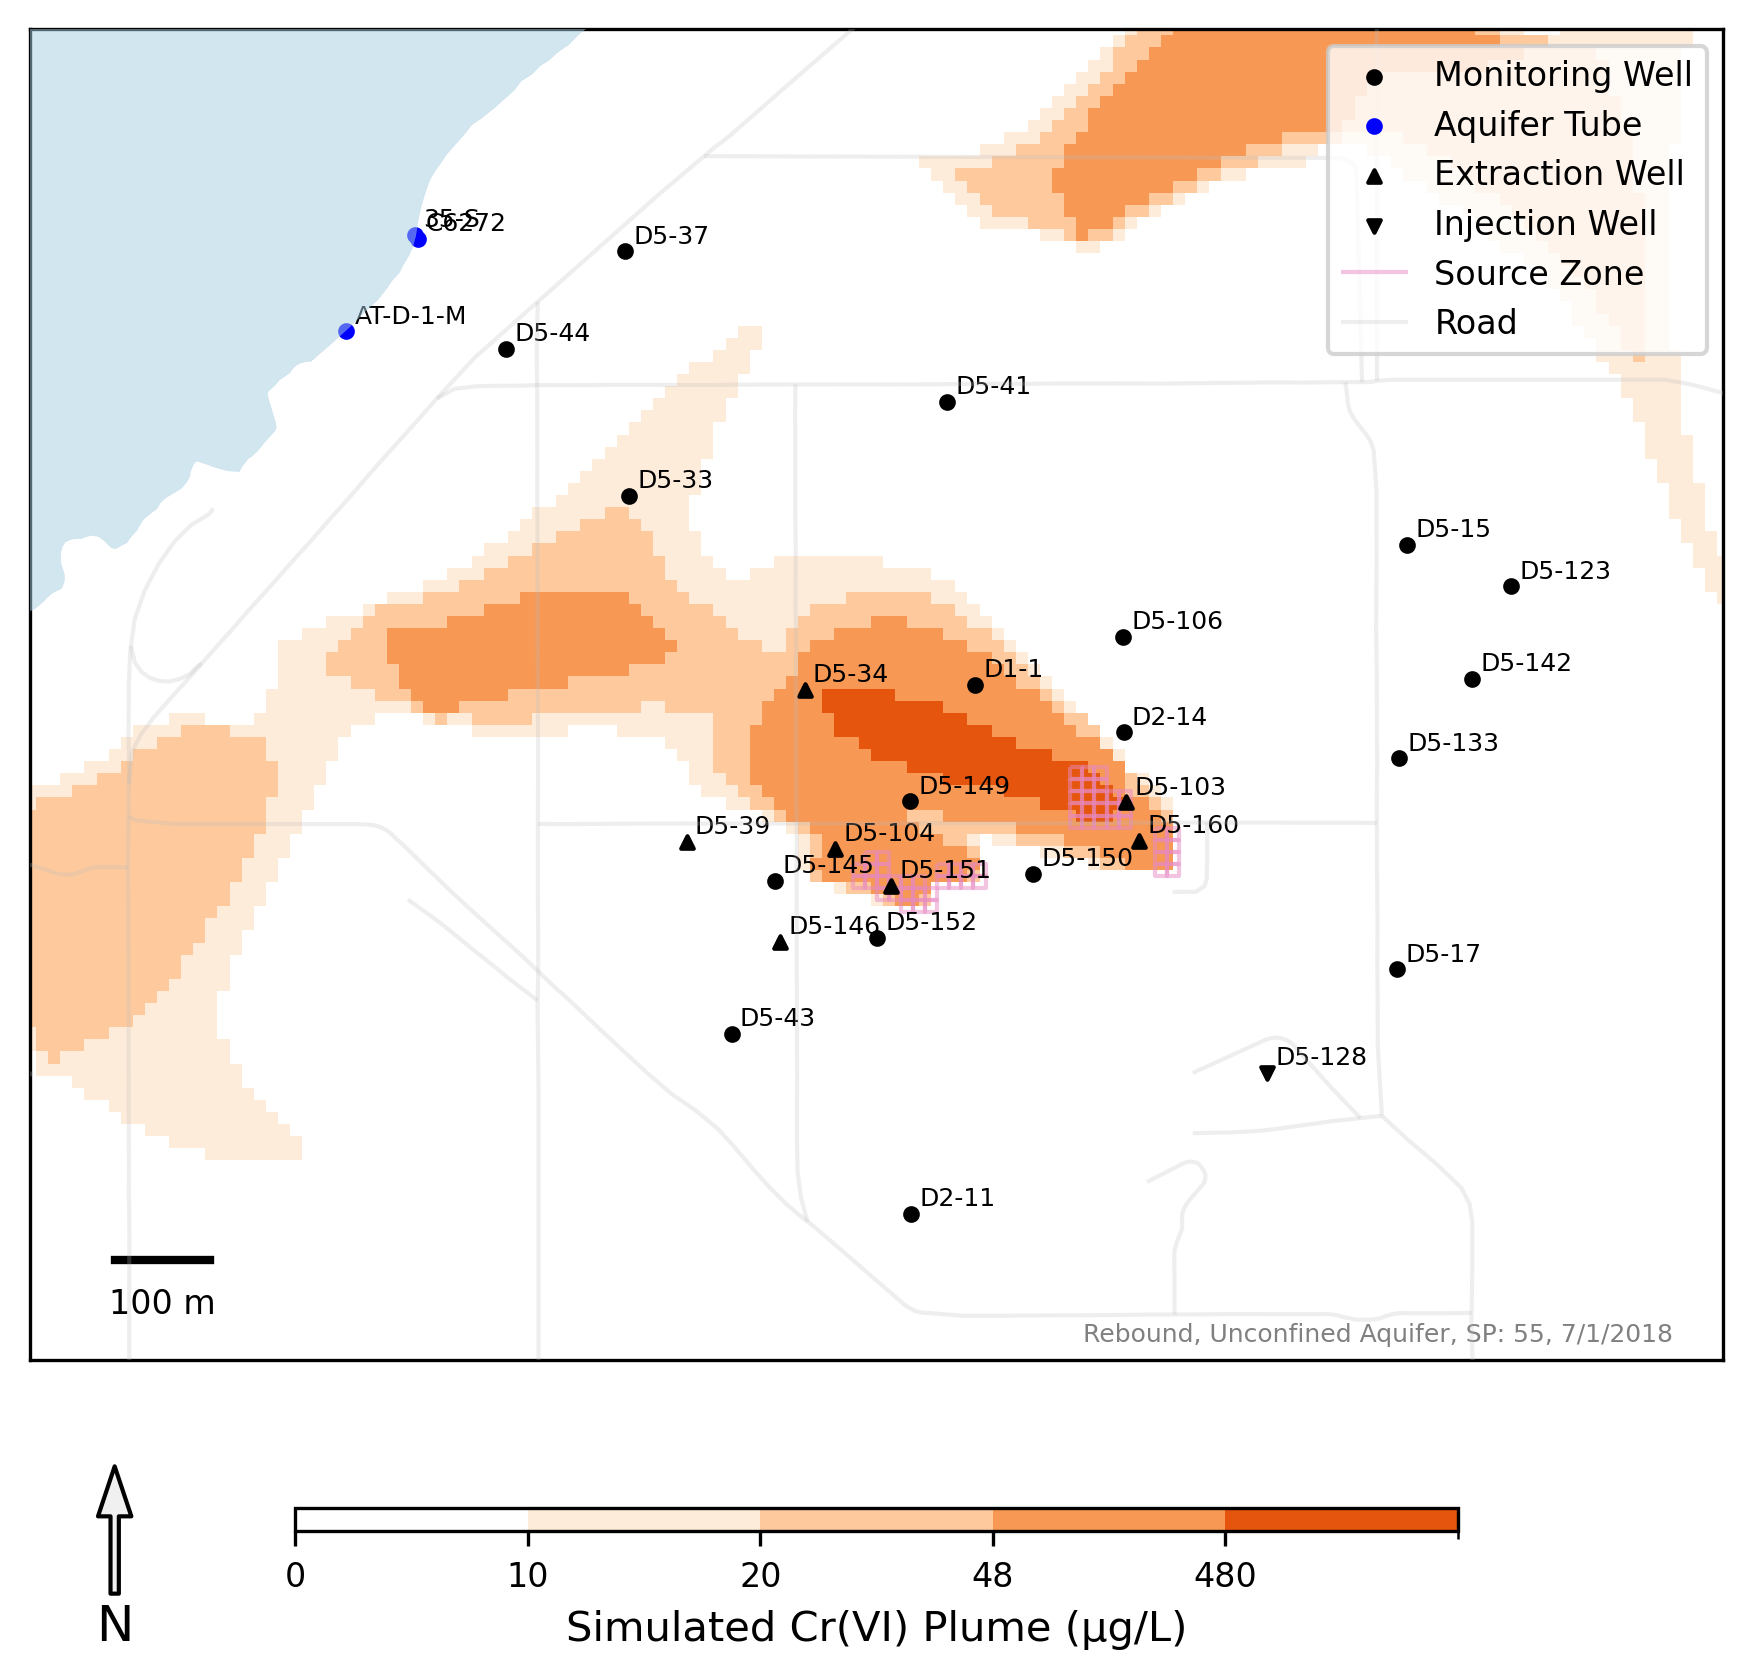 Monitoring Well
Aquifer Tube
Extraction Well
Injection Well
Source Zone
Road
35-S
C6272
D5-37
AT-D-1-M
D5-44
D5-41
D5-33
D5-15
D5-123
D5-106
D5-142
D5-34
D1-1
D2-14
D5-133
D5-149
D5-103
D5-39
D5-104
D5-160
D5-145
D5-151
D5-150
D5-146
D5-152
D5-17
D5-43
D5-128
D2-11
100 m
Rebound, Unconfined Aquifer, SP: 55, 7/1/2018
N
0 10 20 48 480
Simulated Cr(VI) Plume (µg/L)